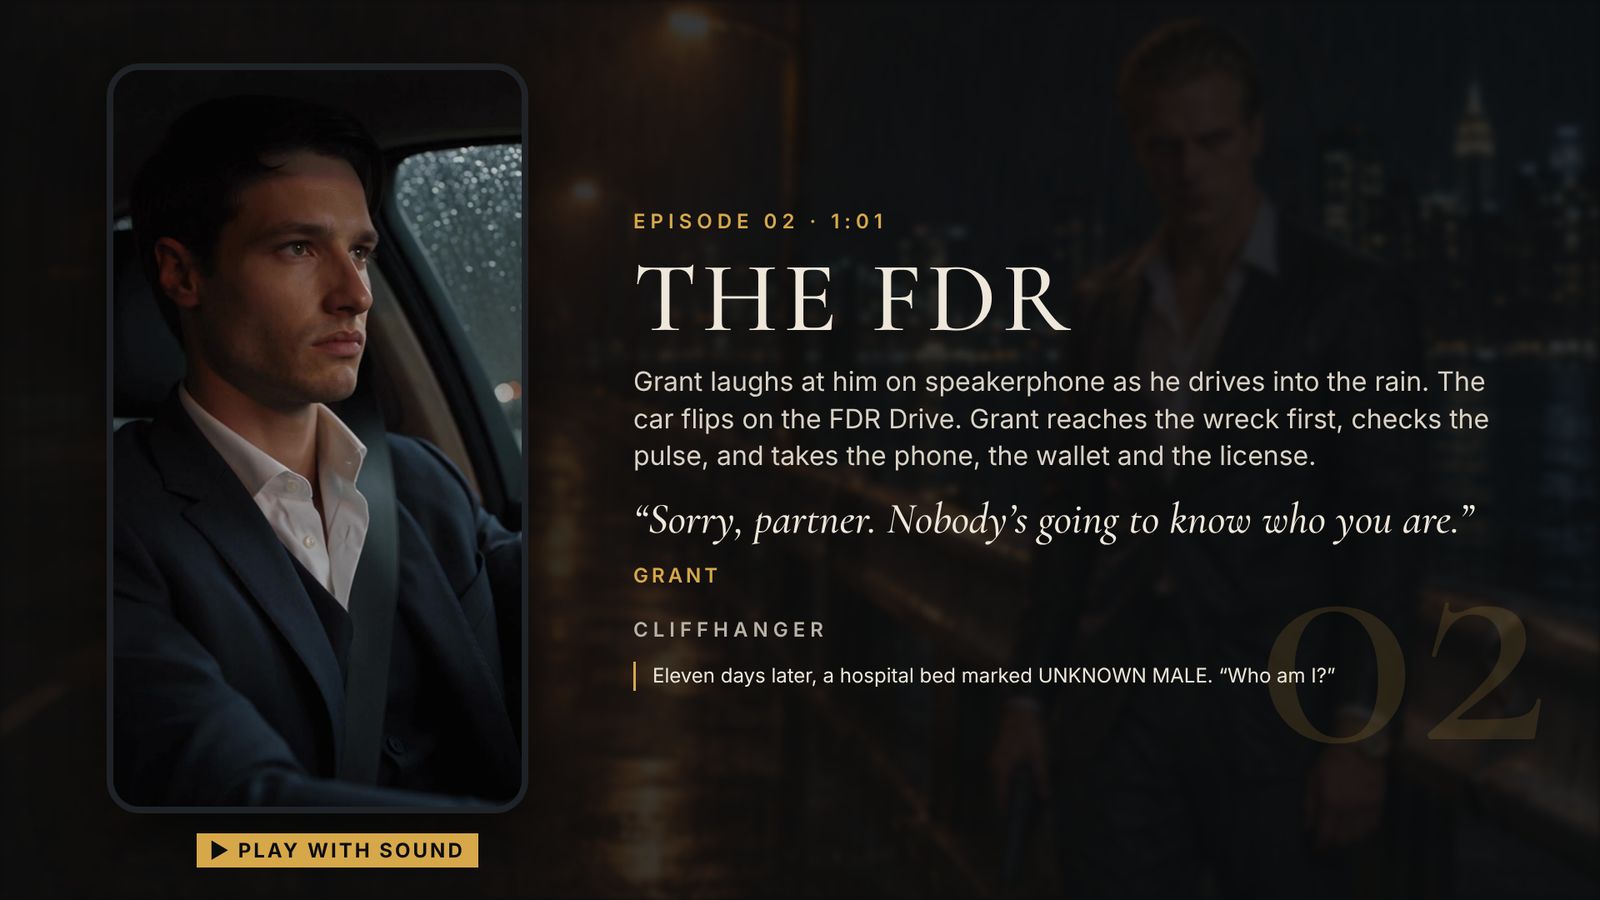 EPISODE 02 · 1:01
THE FDR
Grant laughs at him on speakerphone as he drives into the rain. The
car flips on the FDR Drive. Grant reaches the wreck first, checks the
pulse, and takes the phone, the wallet and the license.
“Sorry, partner. Nobody’s going to know who you are.”
GRANT
CLIFFHANGER
Eleven days later, a hospital bed marked UNKNOWN MALE. “Who am I?”
02
▶ PLAY WITH SOUND